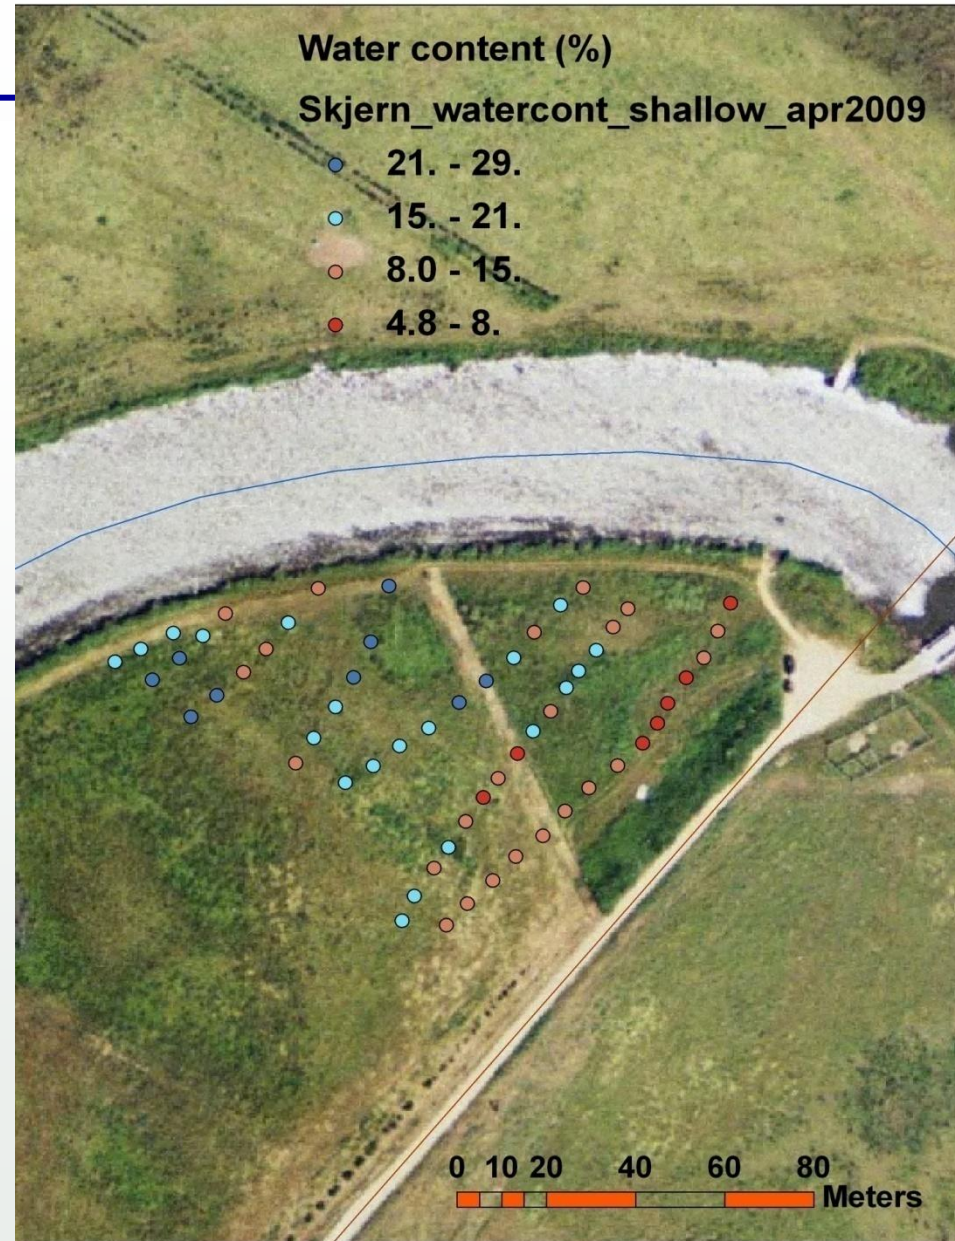 Water content (%)
Skjern_watercont_shallow_apr2009
21. - 29.
15. - 21.
8.0 - 15.
4.8 - 8.
0 10 20 40 60 80
Meters